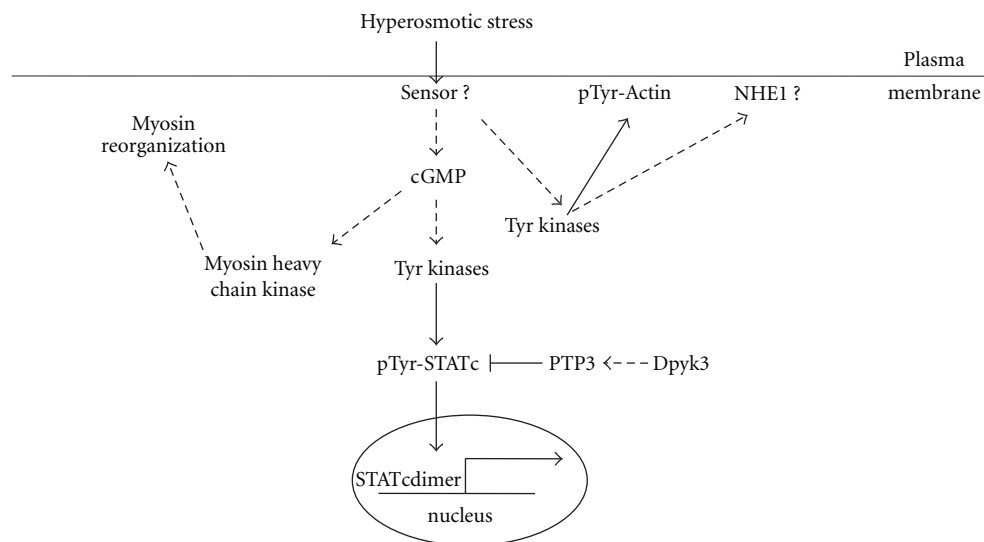 Hyperosmotic stress
Plasma
membrane
Sensor ?
pTyr-Actin
NHE1 ?
Myosin
reorganization
cGMP
Tyr kinases
Myosin heavy
chain kinase
Tyr kinases
pTyr-STATc
PTP3
Dpyk3
STATcdimer
nucleus